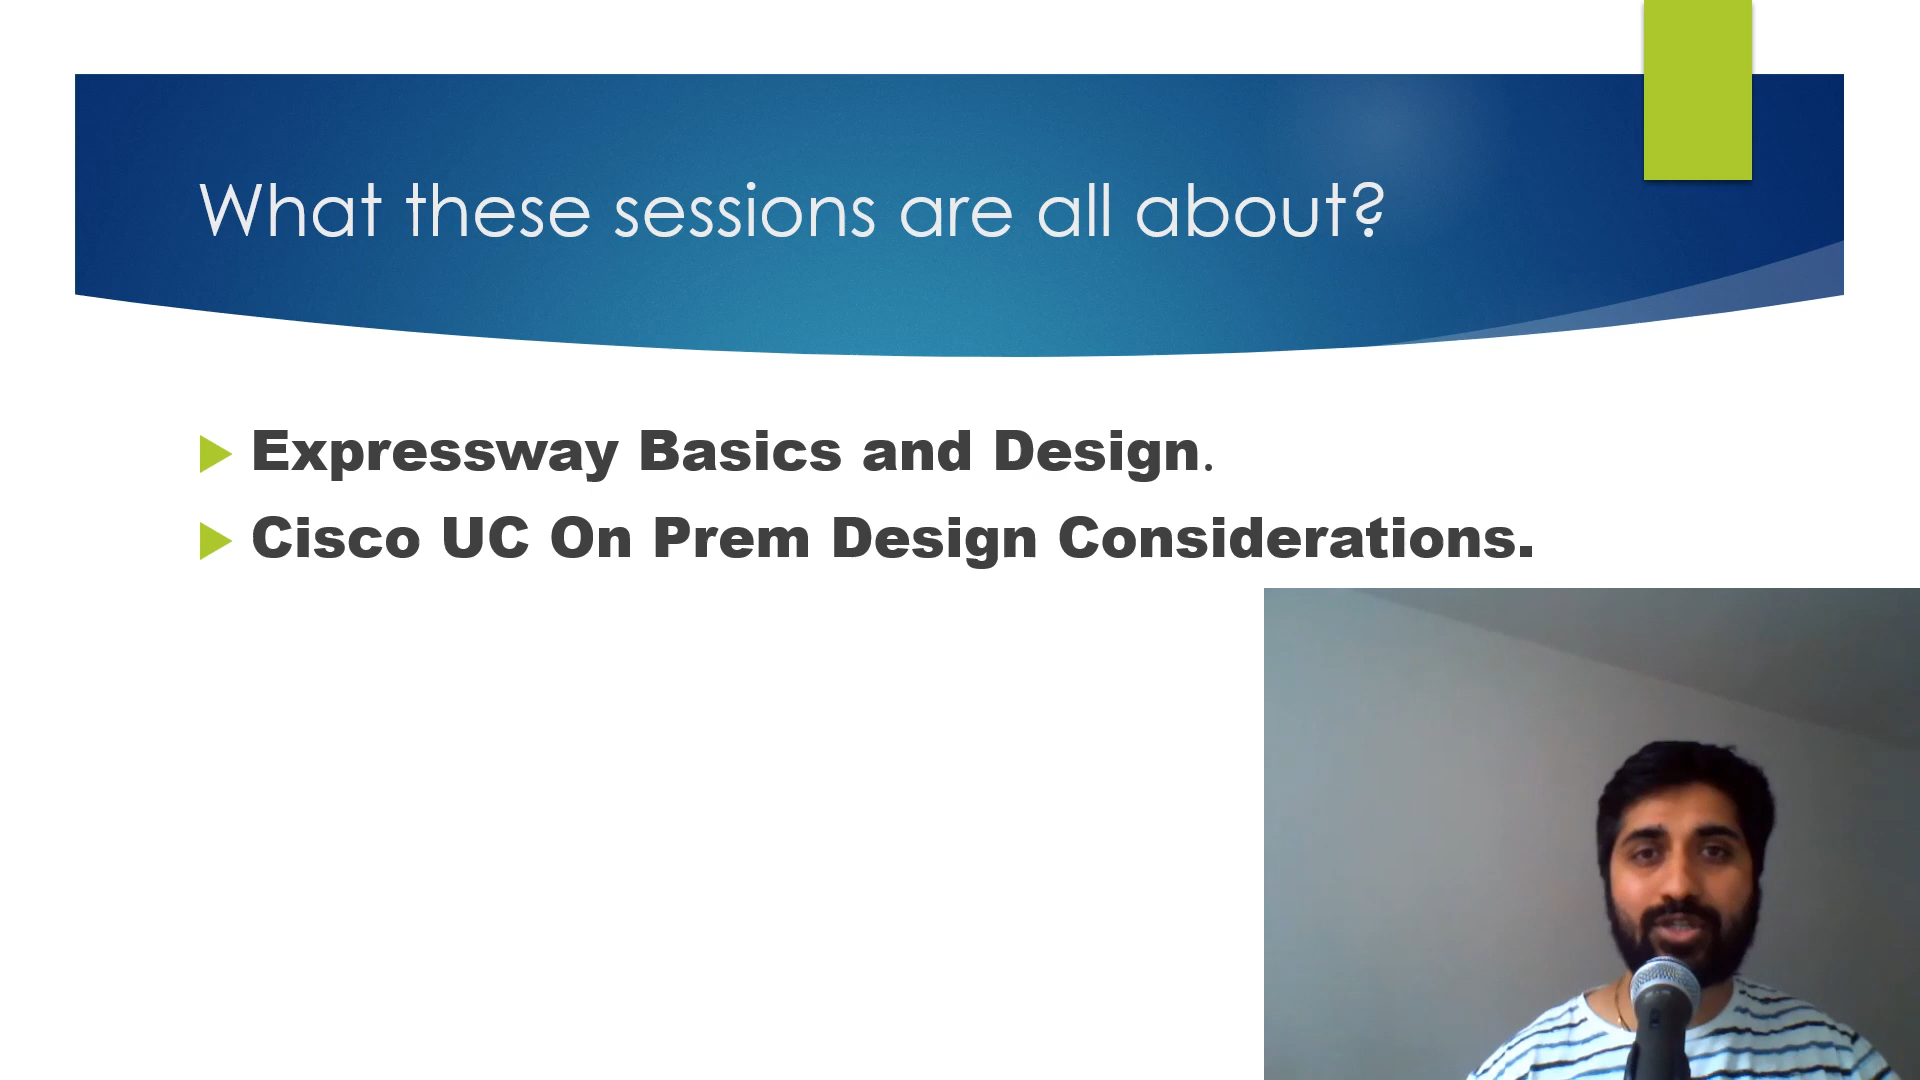 What these sessions are all about?
Expressway Basics and Design.
Cisco UC On Prem Design Considerations.